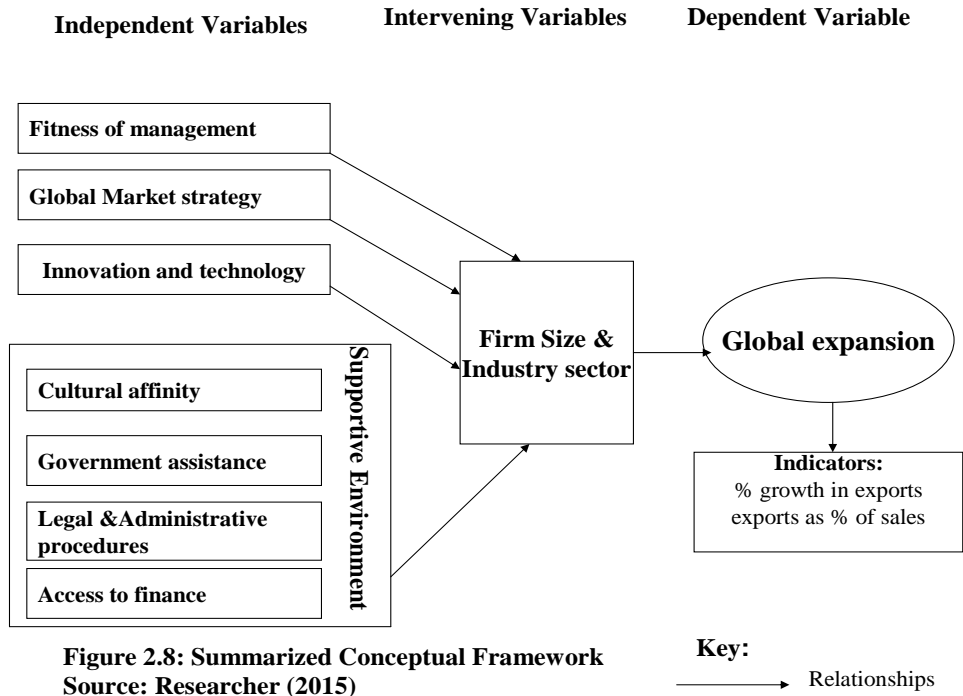 Independent Variables
Intervening Variables
Dependent Variable
Fitness of management
Global Market strategy
Innovation and technology
Cultural affinity
Government assistance
Legal &Administrative
procedures
Access to finance
Supportive Environment
Firm Size &
Industry sector
Global expansion
Indicators:
% growth in exports
exports as % of sales
Figure 2.8: Summarized Conceptual Framework
Source: Researcher (2015)
Key:
Relationships